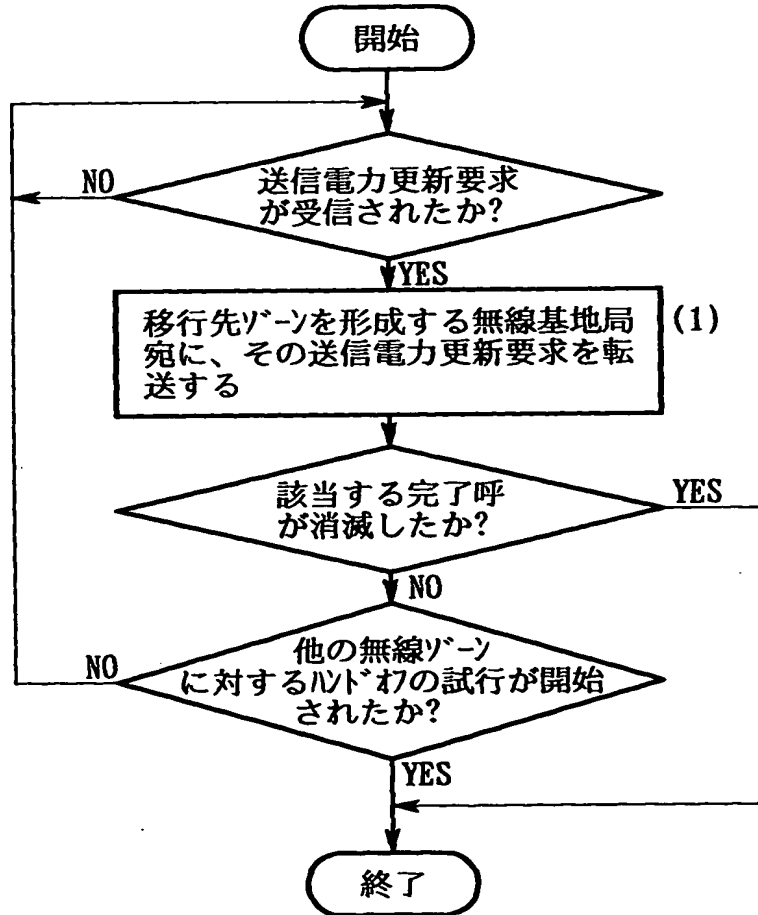 開始
送信電力更新要求
が受信されたか?
NO
YES
移行先ｿﾞｰﾝを形成する無線基地局
宛に、その送信電力更新要求を転
送する
(1)
該当する完了呼
が消滅したか?
YES
NO
他の無線ｿﾞｰﾝ
に対するﾊﾝﾄﾞｵﾌの試行が開始
されたか?
NO
YES
終了